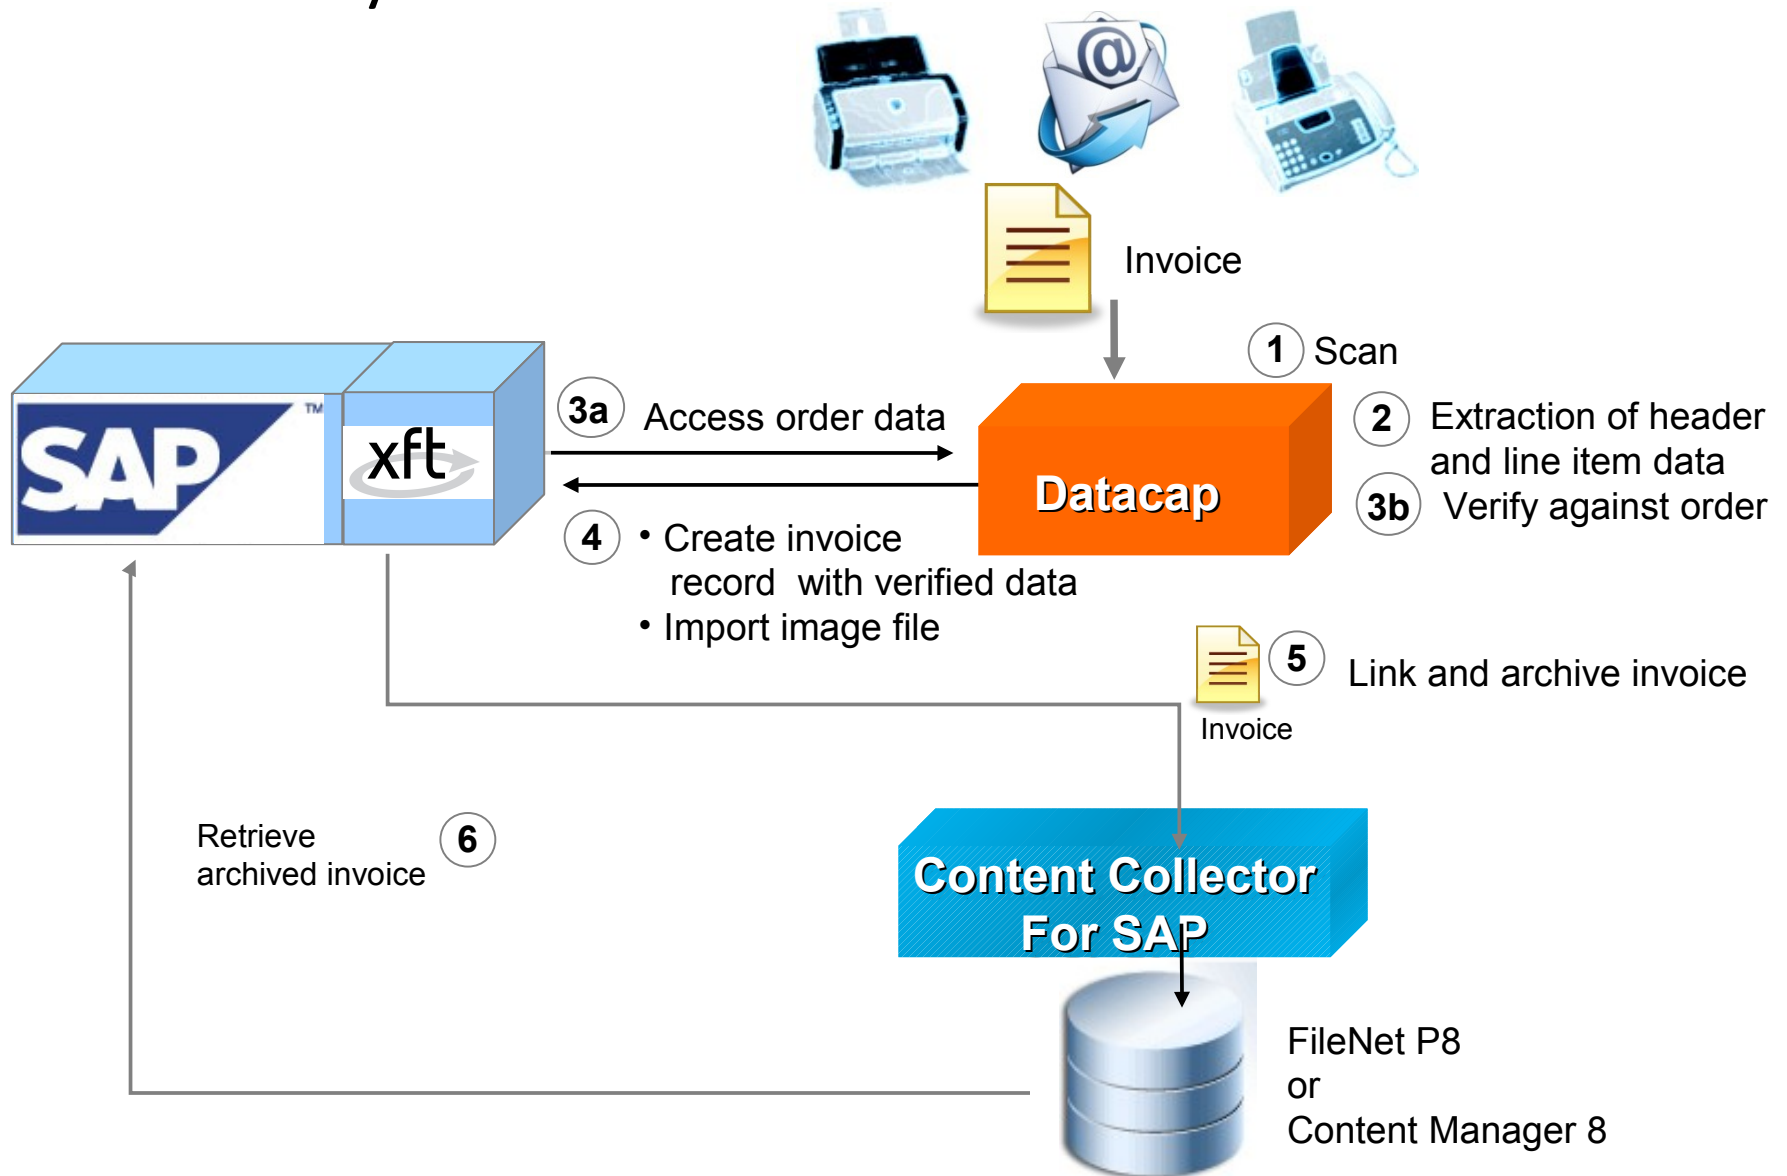 @
Invoice
1 Scan
SAP TM
xft
3a Access order data
2 Extraction of header
and line item data
Datacap
3b Verify against order
4 • Create invoice
record with verified data
• Import image file
5 Link and archive invoice
Invoice
Retrieve
archived invoice 6
Content Collector
For SAP
FileNet P8
or
Content Manager 8